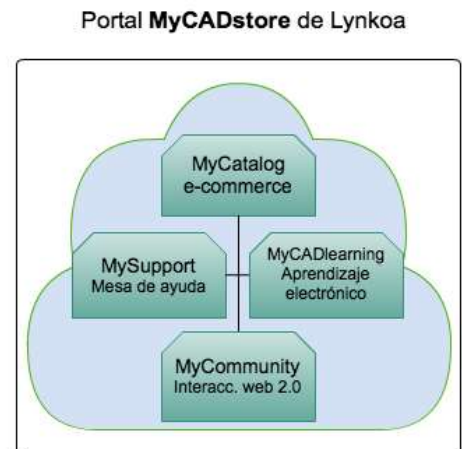 Portal MyCADstore de Lynkoa
MyCatalog
e-commerce
MySupport
Mesa de ayuda
MyCADlearning
Aprendizaje
electrónico
MyCommunity
Interacc. web 2.0